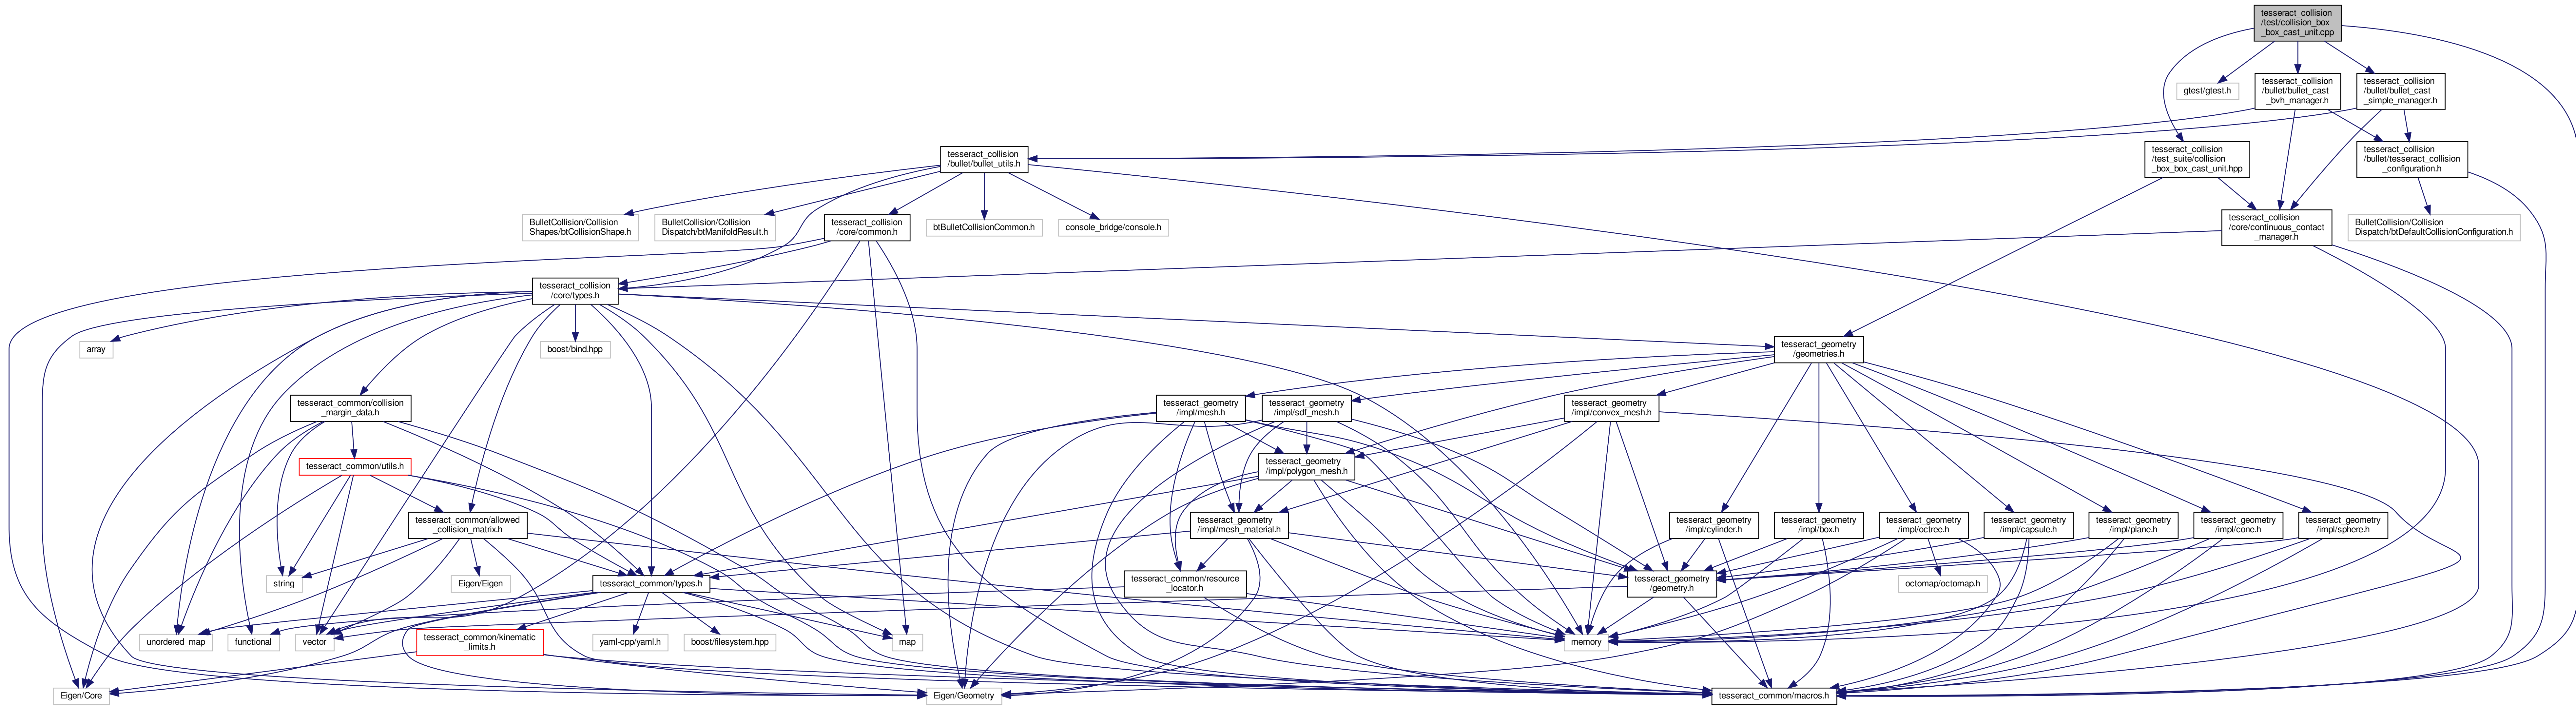 tesseract_collision
/test/collision_box
_box_cast_unit.cpp
gtest/gtest.h
tesseract_collision
/bullet/bullet_cast
_bvh_manager.h
tesseract_collision
/bullet/bullet_cast
_simple_manager.h
tesseract_collision
/bullet/bullet_utils.h
tesseract_collision
/test_suite/collision
_box_box_cast_unit.hpp
tesseract_collision
/bullet/tesseract_collision
_configuration.h
BulletCollision/Collision
Shapes/btCollisionShape.h
BulletCollision/Collision
Dispatch/btManifoldResult.h
tesseract_collision
/core/common.h
btBulletCollisionCommon.h
console_bridge/console.h
tesseract_collision
/core/continuous_contact
_manager.h
BulletCollision/Collision
Dispatch/btDefaultCollisionConfiguration.h
tesseract_collision
/core/types.h
array
boost/bind.hpp
tesseract_geometry
/geometries.h
tesseract_common/collision
_margin_data.h
tesseract_geometry
/impl/mesh.h
tesseract_geometry
/impl/sdf_mesh.h
tesseract_geometry
/impl/convex_mesh.h
tesseract_common/utils.h
tesseract_geometry
/impl/polygon_mesh.h
tesseract_common/allowed
_collision_matrix.h
tesseract_geometry
/impl/mesh_material.h
tesseract_geometry
/impl/cylinder.h
tesseract_geometry
/impl/box.h
tesseract_geometry
/impl/octree.h
tesseract_geometry
/impl/capsule.h
tesseract_geometry
/impl/plane.h
tesseract_geometry
/impl/cone.h
tesseract_geometry
/impl/sphere.h
string
Eigen/Eigen
tesseract_common/types.h
tesseract_common/resource
_locator.h
tesseract_geometry
/geometry.h
octomap/octomap.h
unordered_map
functional
vector
tesseract_common/kinematic
_limits.h
yaml-cpp/yaml.h
boost/filesystem.hpp
map
memory
Eigen/Core
Eigen/Geometry
tesseract_common/macros.h